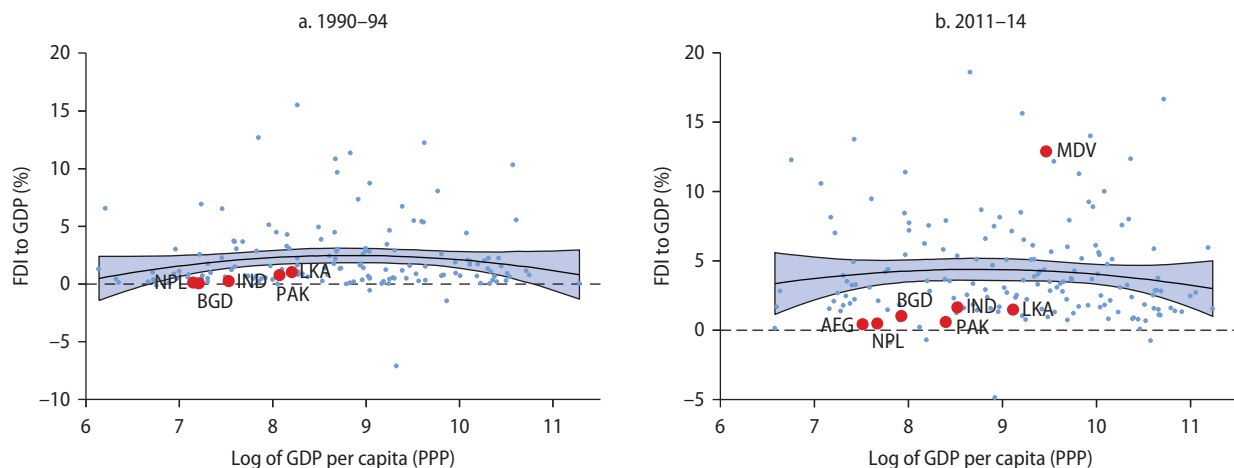 a. 1990–94
20
15
10
5
0
−5
−10
FDI to GDP (%)
NPL
BGD
IND
PAK
LKA
6 7 8 9 10 11
Log of GDP per capita (PPP)
b. 2011–14
20
15
10
5
0
−5
FDI to GDP (%)
MDV
AFG
NPL
BGD
IND
PAK
LKA
6 7 8 9 10 11
Log of GDP per capita (PPP)